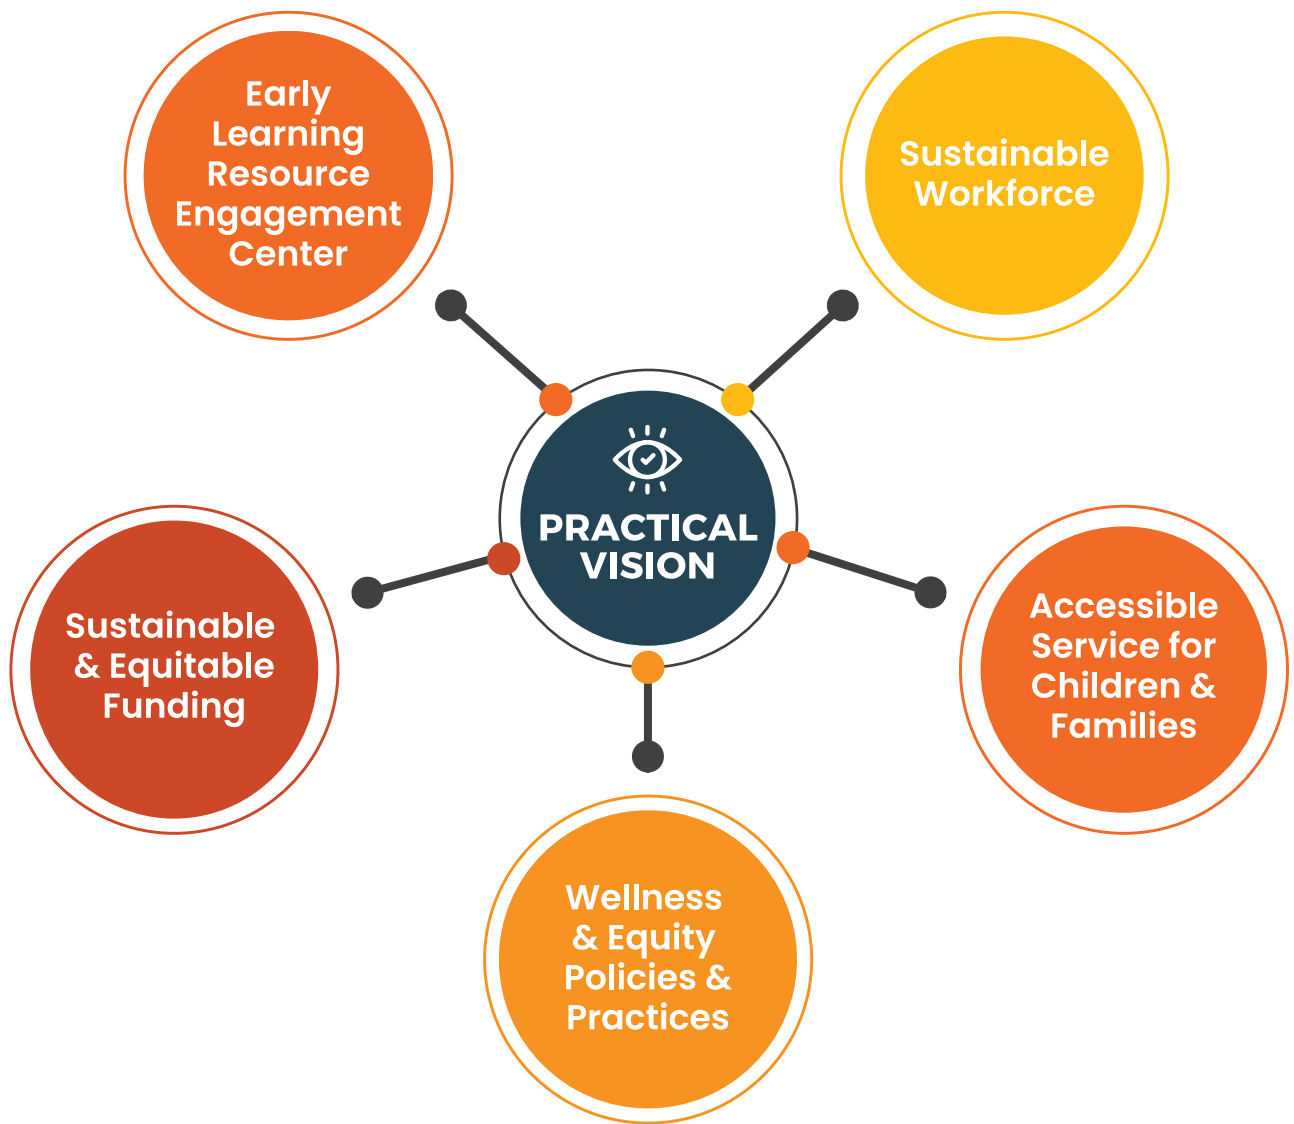 Early
Learning
Resource
Engagement
Center
Sustainable
Workforce
PRACTICAL
VISION
Sustainable
& Equitable
Funding
Accessible
Service for
Children &
Families
Wellness
& Equity
Policies &
Practices